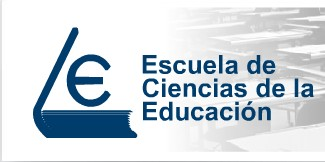 Є
Escuela de
Ciencias de la
Educación